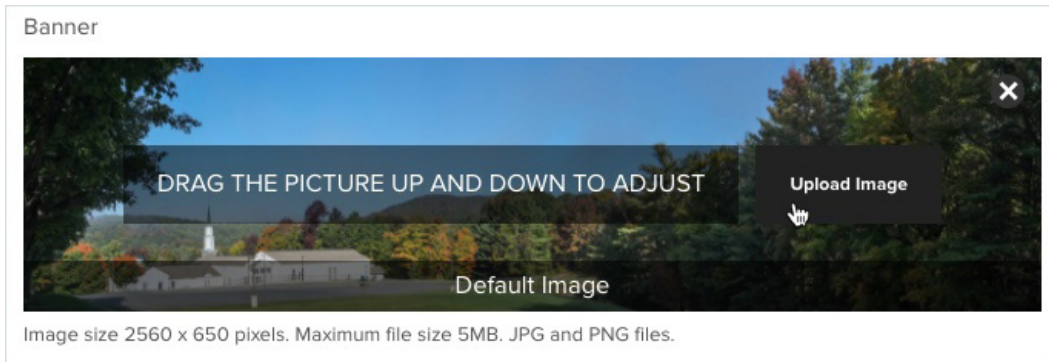 Banner
DRAG THE PICTURE UP AND DOWN TO ADJUST
Upload Image
Default Image
Image size 2560 x 650 pixels. Maximum file size 5MB. JPG and PNG files.